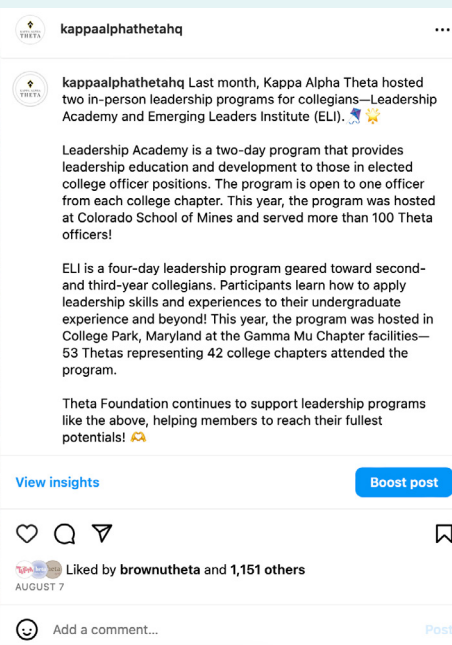 kappaalphathetahq
kappaalphathetahq Last month, Kappa Alpha Theta hosted
two in-person leadership programs for collegians—Leadership
Academy and Emerging Leaders Institute (ELI). 🪁🌟
Leadership Academy is a two-day program that provides
leadership education and development to those in elected
college officer positions. The program is open to one officer
from each college chapter. This year, the program was hosted
at Colorado School of Mines and served more than 100 Theta
officers!
ELI is a four-day leadership program geared toward second-
and third-year collegians. Participants learn how to apply
leadership skills and experiences to their undergraduate
experience and beyond! This year, the program was hosted in
College Park, Maryland at the Gamma Mu Chapter facilities—
53 Thetas representing 42 college chapters attended the
program.
Theta Foundation continues to support leadership programs
like the above, helping members to reach their fullest
potentials! 🫶
View insights
Boost post
Liked by brownutheta and 1,151 others
AUGUST 7
Add a comment...
Post